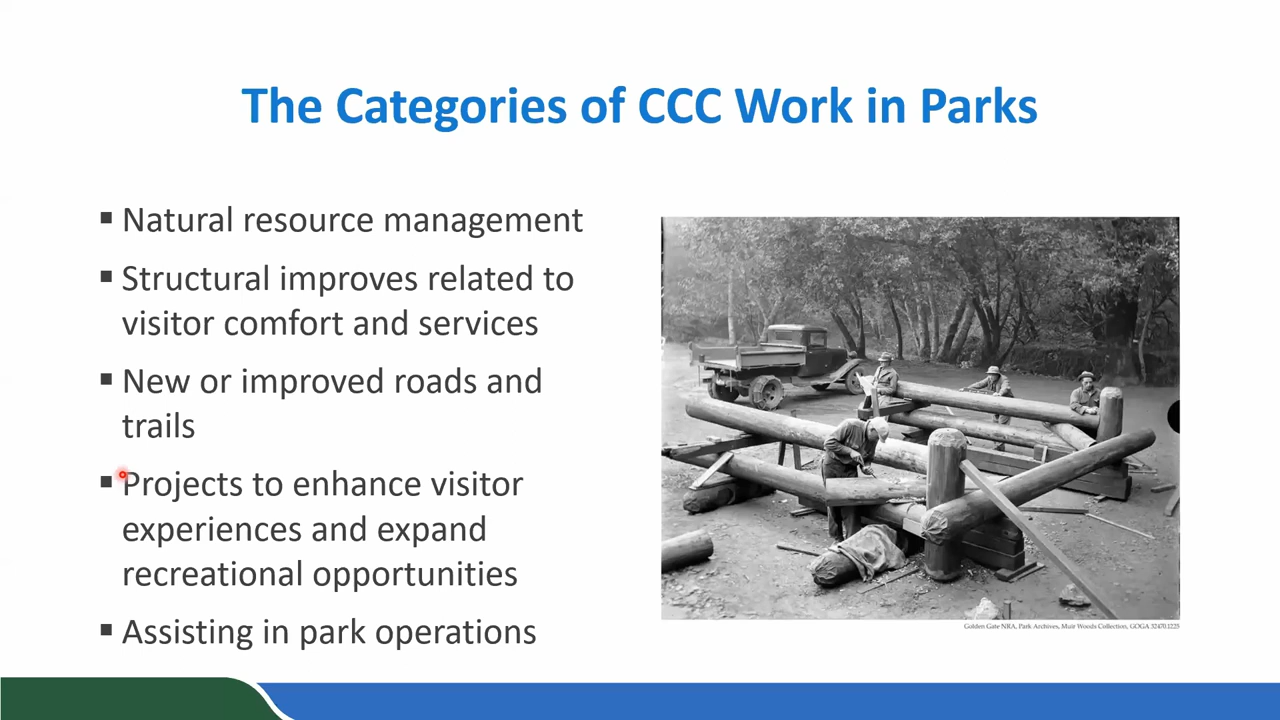 The Categories of CCC Work in Parks
▪ Natural resource management
▪ Structural improves related to
visitor comfort and services
▪ New or improved roads and
trails
▪ Projects to enhance visitor
experiences and expand
recreational opportunities
▪ Assisting in park operations
Golden Gate NRA, Park Archives, Muir Woods Collection, GOGA 32470.1225